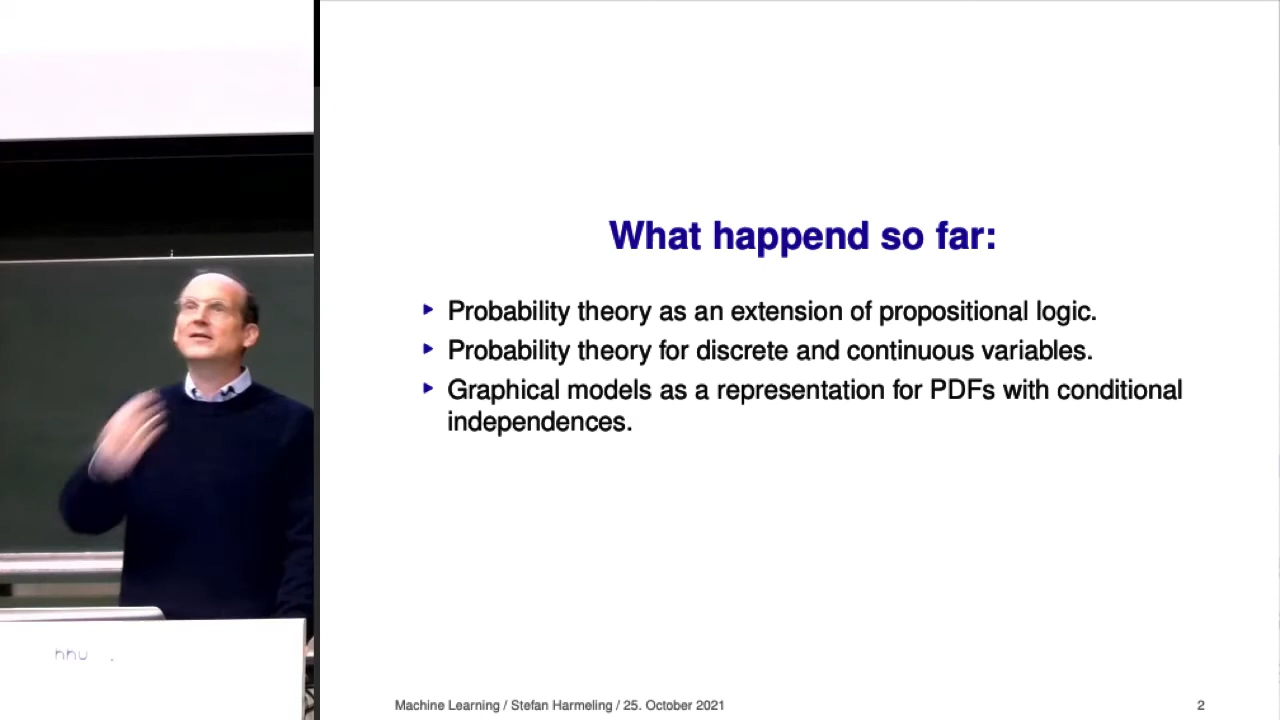 What happend so far:
▸ Probability theory as an extension of propositional logic.
▸ Probability theory for discrete and continuous variables.
▸ Graphical models as a representation for PDFs with conditional
independences.
hhu .
Machine Learning / Stefan Harmeling / 25. October 2021
2